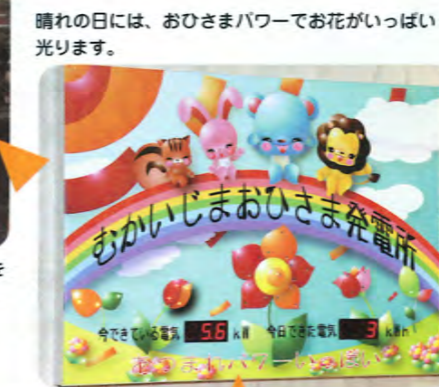 晴れの日には、おひさまパワーでお花がいっぱい
光ります。
むかいじまおひさま発電所
今できている電気 5.6 kW 今日できた電気 3 kWh
を